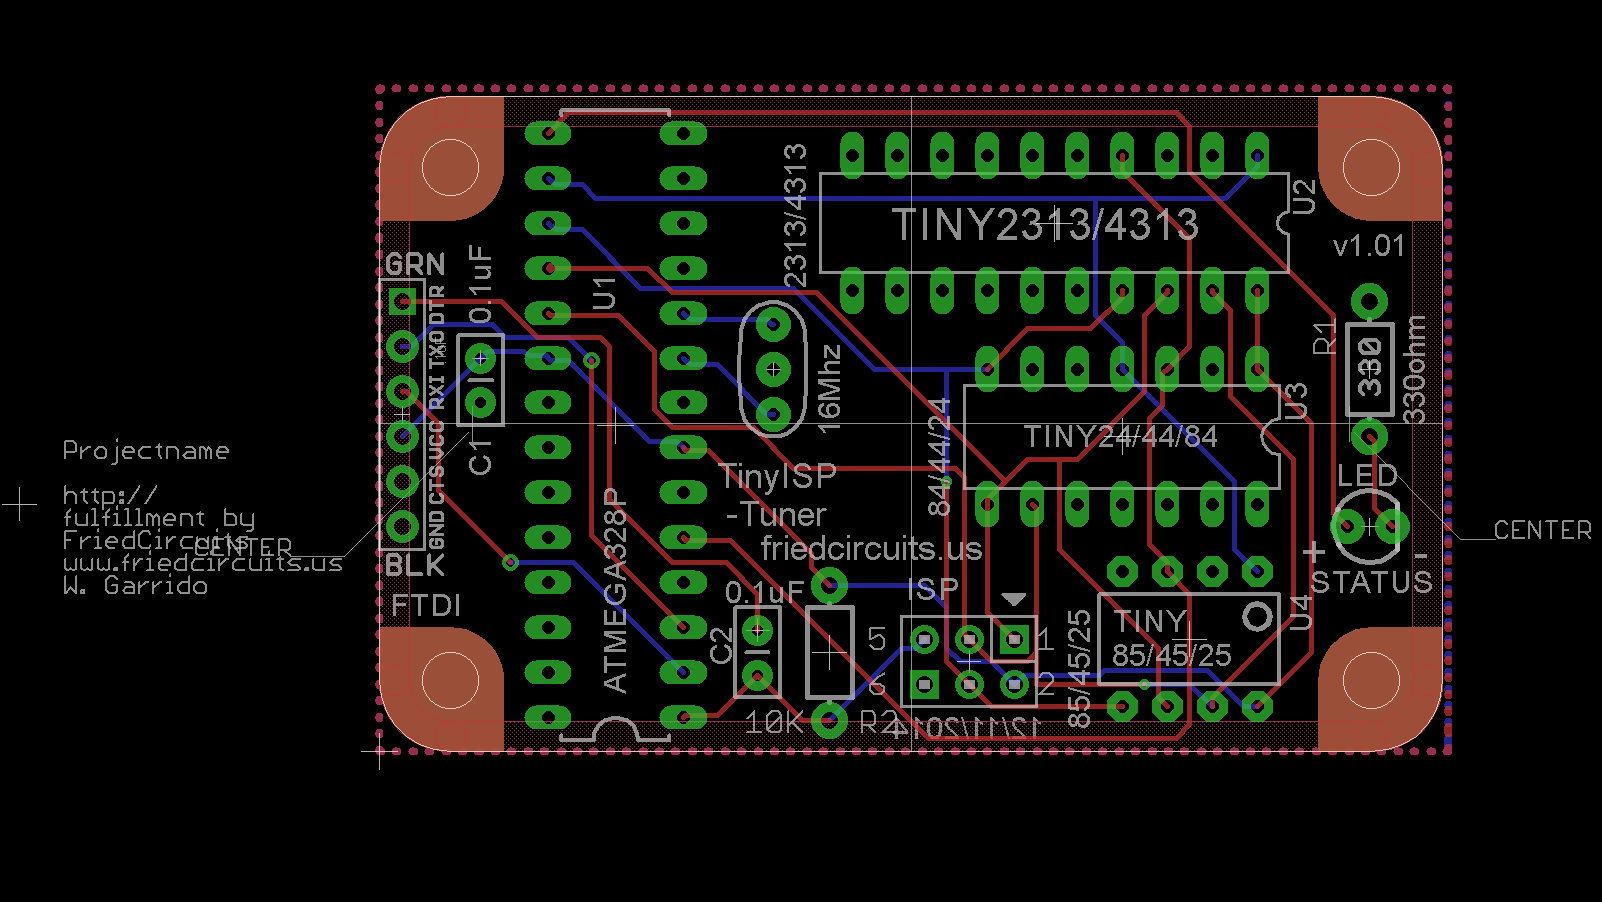 Projectname
http://
fulfillment by
FriedCircuits
CENTER
www.friedcircuits.us
W. Garrido
GRN
DTR
TXO
RXI
VCC
CTS
GND
BLK
FTDI
0.1uF
C1
U1
ATMEGA328P
2313/4313
TINY2313/4313
U2
v1.01
16Mhz
TinyISP
-Tuner
friedcircuits.us
84/44/24
TINY24/44/84
U3
R1
330
330ohm
LED
+
-
STATUS
CENTER
0.1uF
C2
10K
R2
ISP
5
1
6
2
12/11/2014
85/45/25
TINY
85/45/25
U4